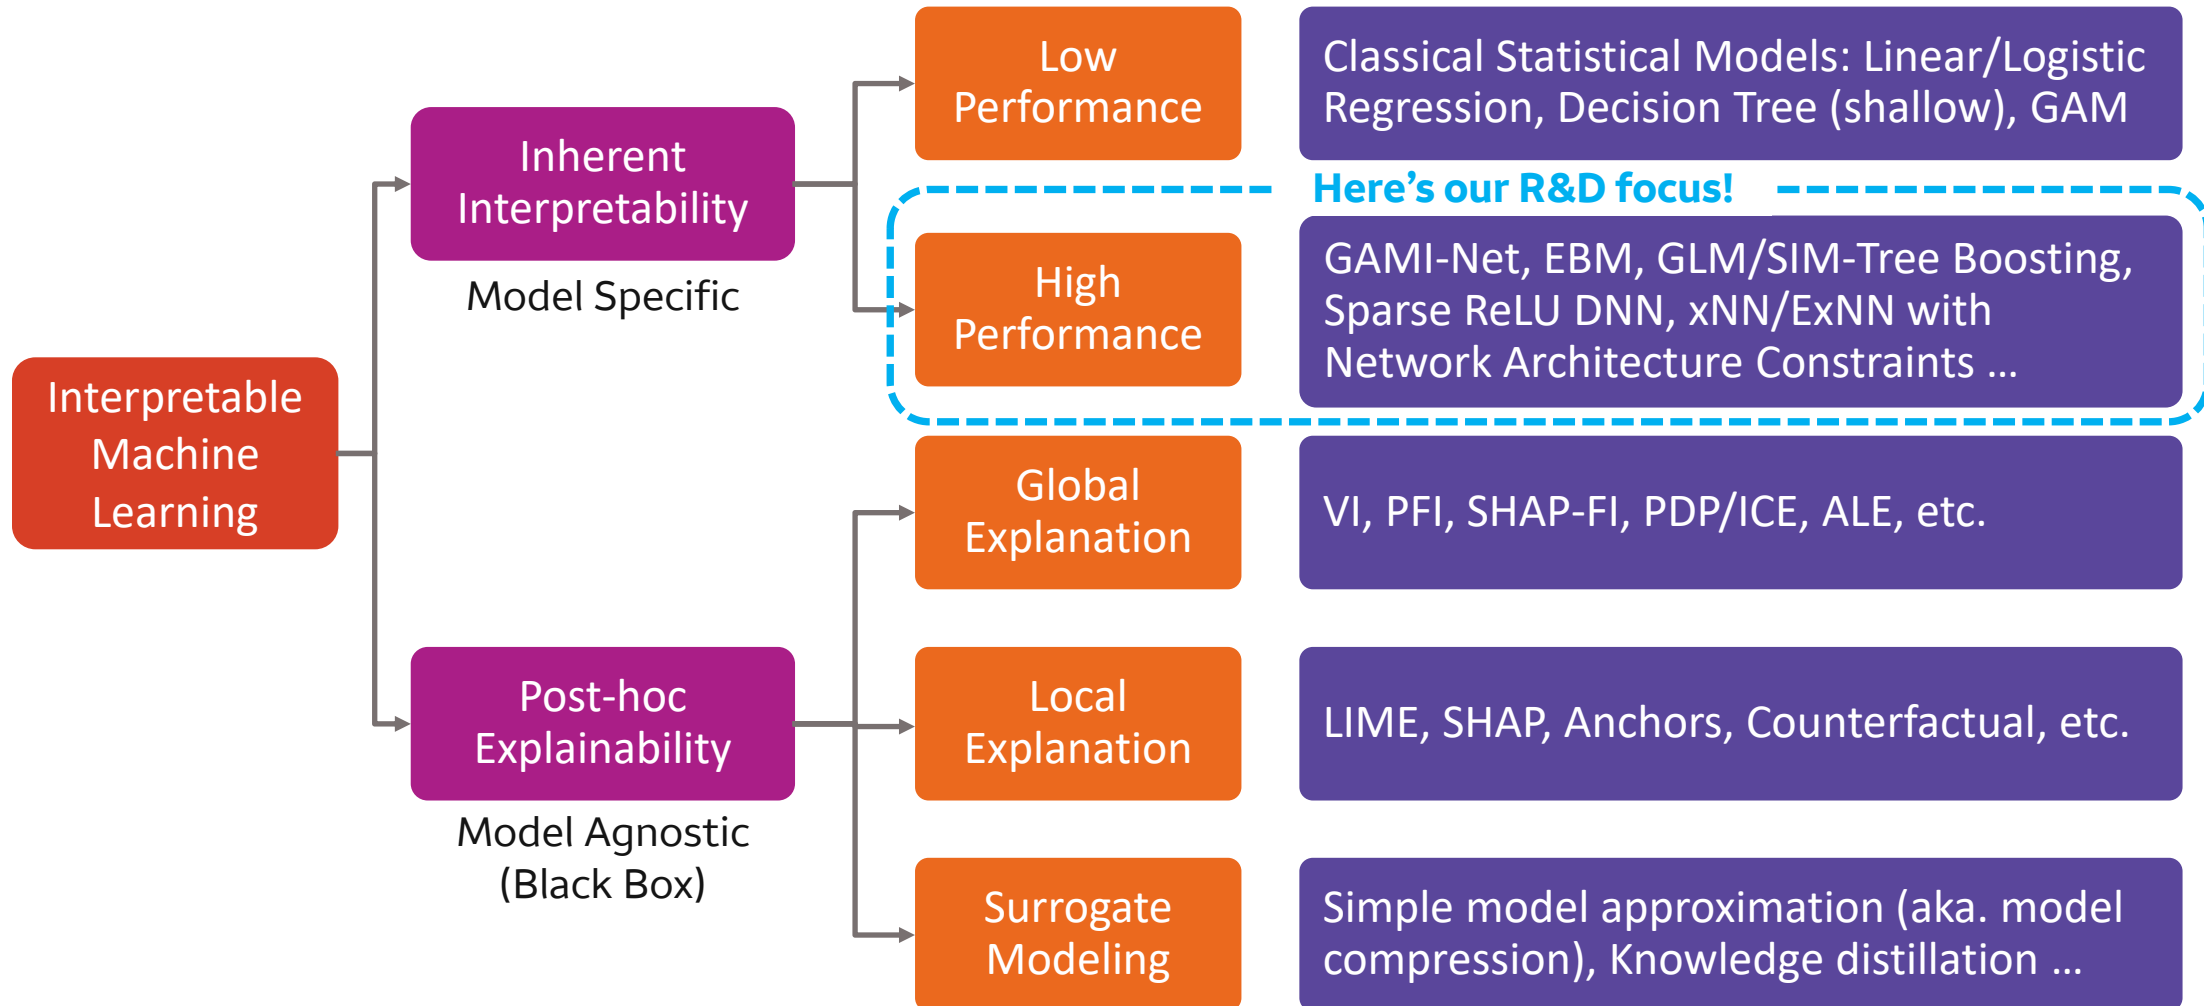 Interpretable
Machine
Learning
Inherent
Interpretability
Model Specific
Low
Performance
Classical Statistical Models: Linear/Logistic
Regression, Decision Tree (shallow), GAM
Here's our R&D focus!
High
Performance
GAMI-Net, EBM, GLM/SIM-Tree Boosting,
Sparse ReLU DNN, xNN/ExNN with
Network Architecture Constraints ...
Post-hoc
Explainability
Model Agnostic
(Black Box)
Global
Explanation
VI, PFI, SHAP-FI, PDP/ICE, ALE, etc.
Local
Explanation
LIME, SHAP, Anchors, Counterfactual, etc.
Surrogate
Modeling
Simple model approximation (aka. model
compression), Knowledge distillation ...